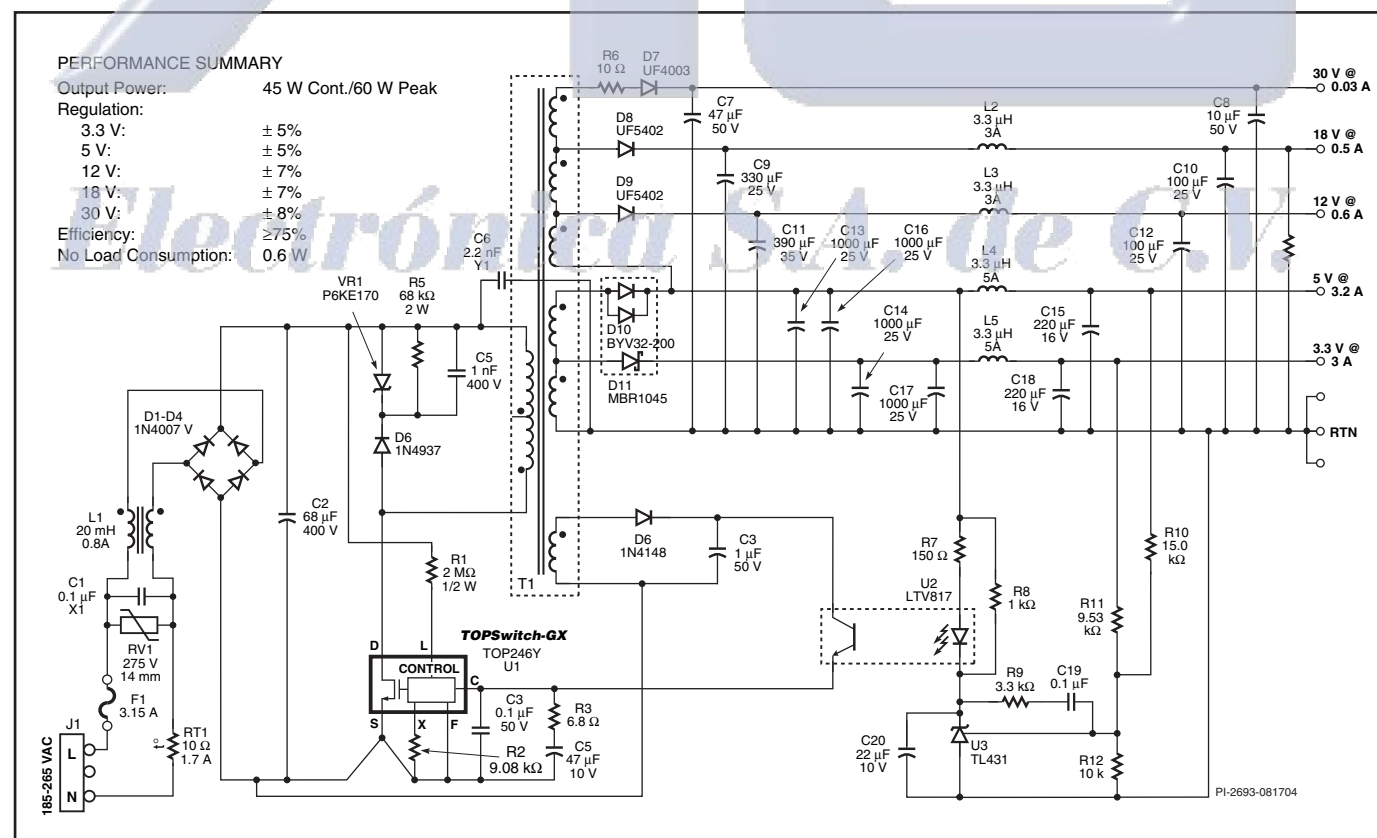 PERFORMANCE SUMMARY
Output Power: 45 W Cont./60 W Peak
Regulation:
3.3 V: ± 5%
5 V: ± 5%
12 V: ± 7%
18 V: ± 7%
30 V: ± 8%
Efficiency: ≥75%
No Load Consumption: 0.6 W
Electrónica S.A. de C.V.
R6
10 Ω
D7
UF4003
C7
47 µF
50 V
L2
3.3 µH
3A
C8
10 µF
50 V
30 V @
0.03 A
D8
UF5402
18 V @
0.5 A
C9
330 µF
25 V
L3
3.3 µH
3A
C10
100 µF
25 V
D9
UF5402
12 V @
0.6 A
C6
2.2 nF
Y1
C11
390 µF
35 V
C13
1000 µF
25 V
C16
1000 µF
25 V
L4
3.3 µH
5A
C12
100 µF
25 V
5 V @
3.2 A
VR1
P6KE170
R5
68 kΩ
2 W
C5
1 nF
400 V
D10
BYV32-200
C14
1000 µF
25 V
L5
3.3 µH
5A
C15
220 µF
16 V
3.3 V @
3 A
D11
MBR1045
C17
1000 µF
25 V
C18
220 µF
16 V
RTN
D1-D4
1N4007 V
D6
1N4937
C2
68 µF
400 V
L1
20 mH
0.8A
C1
0.1 µF
X1
RV1
275 V
14 mm
F1
3.15 A
J1
L
N
185-265 VAC
RT1
10 Ω
1.7 A
t°
R1
2 MΩ
1/2 W
T1
D6
1N4148
C3
1 µF
50 V
R7
150 Ω
U2
LTV817
R8
1 kΩ
R10
15.0
kΩ
R11
9.53
kΩ
TOPSwitch-GX
TOP246Y
U1
D
L
CONTROL
C
S
X
F
C3
0.1 µF
50 V
R3
6.8 Ω
C5
47 µF
10 V
R2
9.08 kΩ
R9
3.3 kΩ
C19
0.1 µF
C20
22 µF
10 V
U3
TL431
R12
10 k
PI-2693-081704